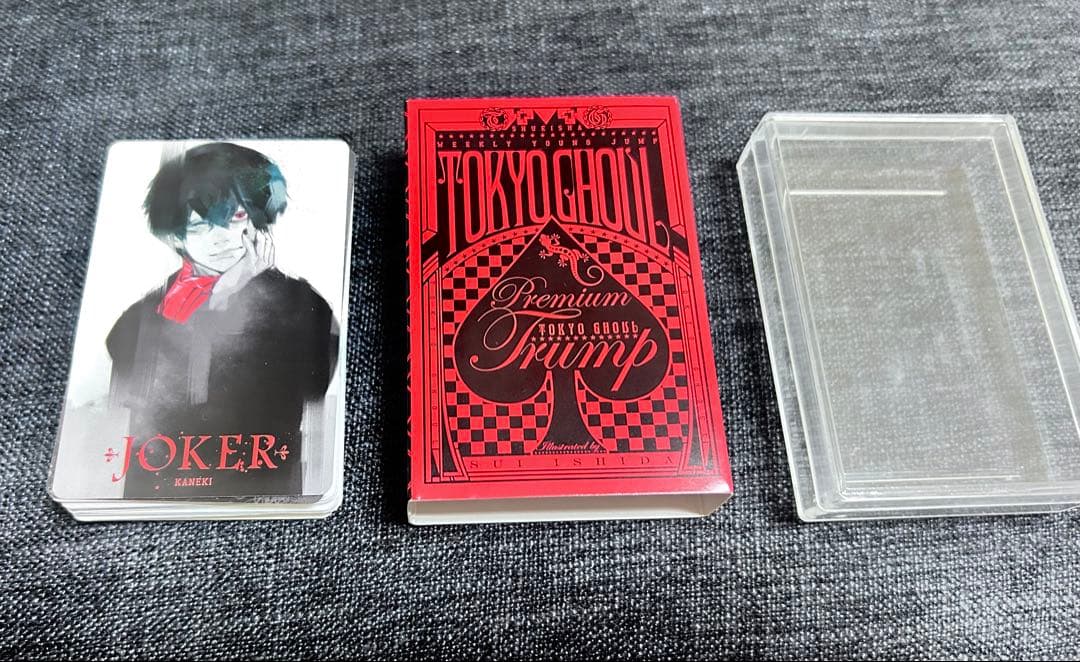 JOKER
KANEKI
SHUEISHA
WEEKLY YOUNG JUMP
TOKYO GHOUL
Premium
TOKYO GHOUL
Trump
Illustrated by
SUI ISHIDA